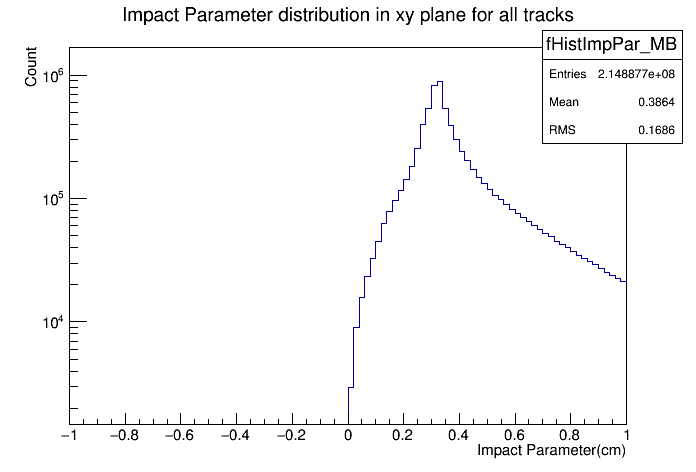 Impact Parameter distribution in xy plane for all tracks
fHistImpPar_MB
Entries 2.148877e+08
Mean 0.3864
RMS 0.1686
Count
10^6
10^5
10^4
−1 −0.8 −0.6 −0.4 −0.2 0 0.2 0.4 0.6 0.8 1
Impact Parameter(cm)